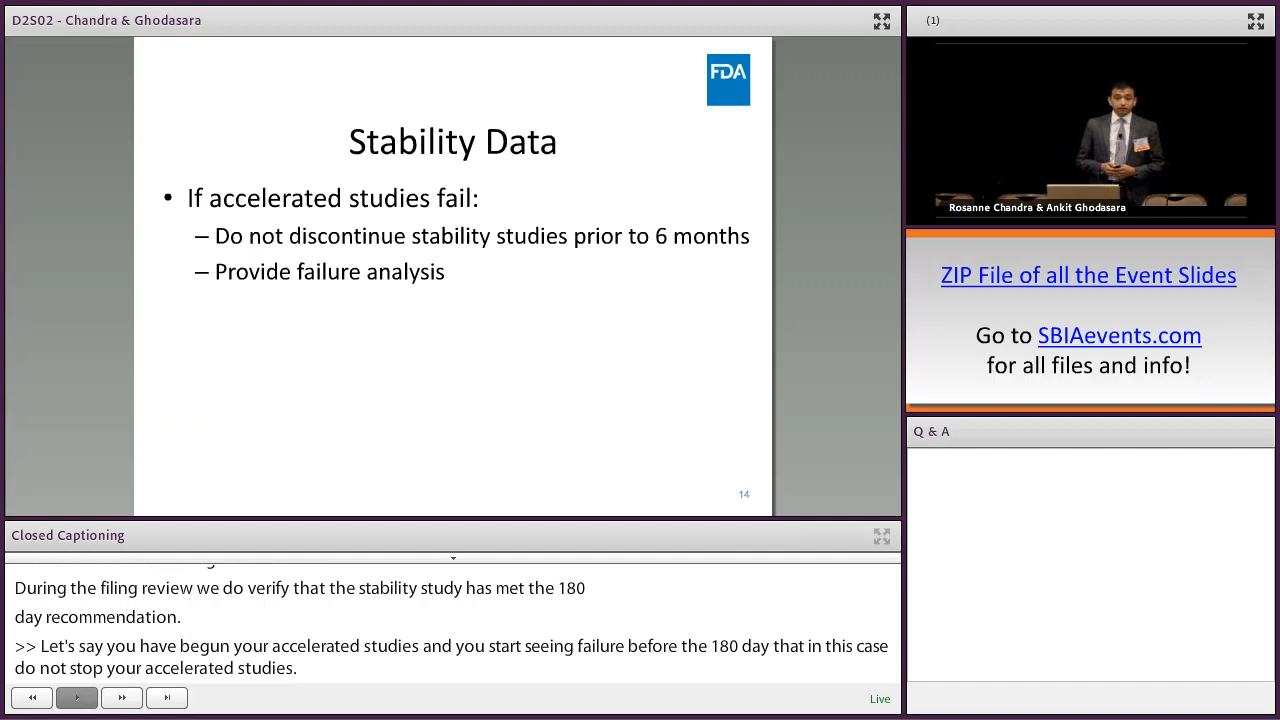 D2S02 - Chandra & Ghodasara
FDA
Stability Data
• If accelerated studies fail:
– Do not discontinue stability studies prior to 6 months
– Provide failure analysis
14
(1)
Rosanne Chandra & Ankit Ghodasara
ZIP File of all the Event Slides
Go to SBIAevents.com
for all files and info!
Q & A
Closed Captioning
During the filing review we do verify that the stability study has met the 180
day recommendation.
>> Let's say you have begun your accelerated studies and you start seeing failure before the 180 day that in this case
do not stop your accelerated studies.
Live